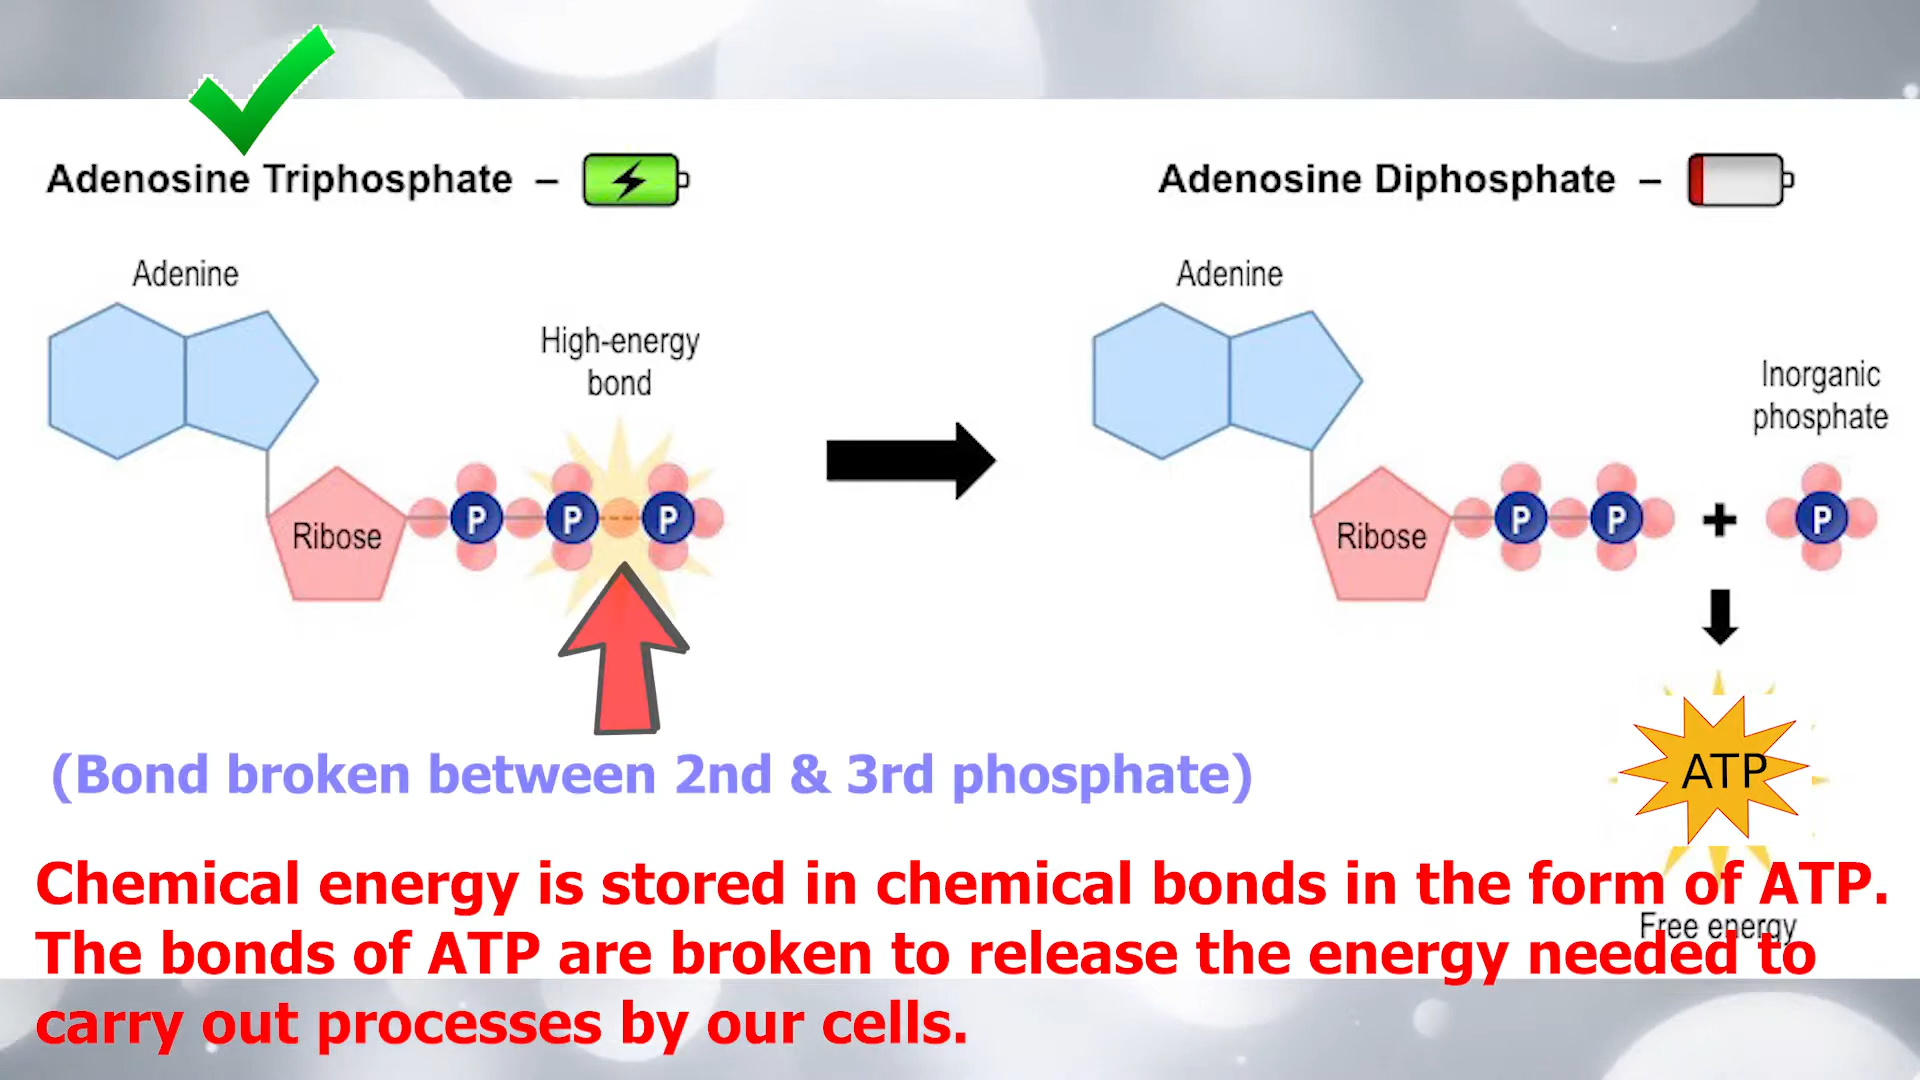 Adenosine Triphosphate –
Adenosine Diphosphate –
Adenine
High-energy
bond
Ribose
P
P
P
Adenine
Inorganic
phosphate
Ribose
P
P
+
P
ATP
Free energy
(Bond broken between 2nd & 3rd phosphate)
Chemical energy is stored in chemical bonds in the form of ATP.
The bonds of ATP are broken to release the energy needed to
carry out processes by our cells.